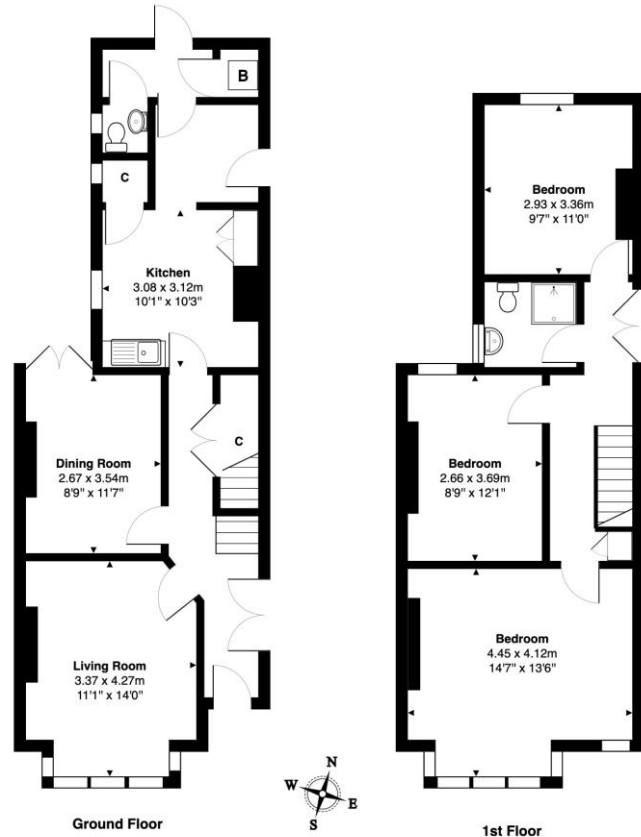 B
C
Kitchen
3.08 x 3.12m
10'1" x 10'3"
C
Dining Room
2.67 x 3.54m
8'9" x 11'7"
Living Room
3.37 x 4.27m
11'1" x 14'0"
Ground Floor
N
W
E
S
Bedroom
2.93 x 3.36m
9'7" x 11'0"
Bedroom
2.66 x 3.69m
8'9" x 12'1"
Bedroom
4.45 x 4.12m
14'7" x 13'6"
1st Floor